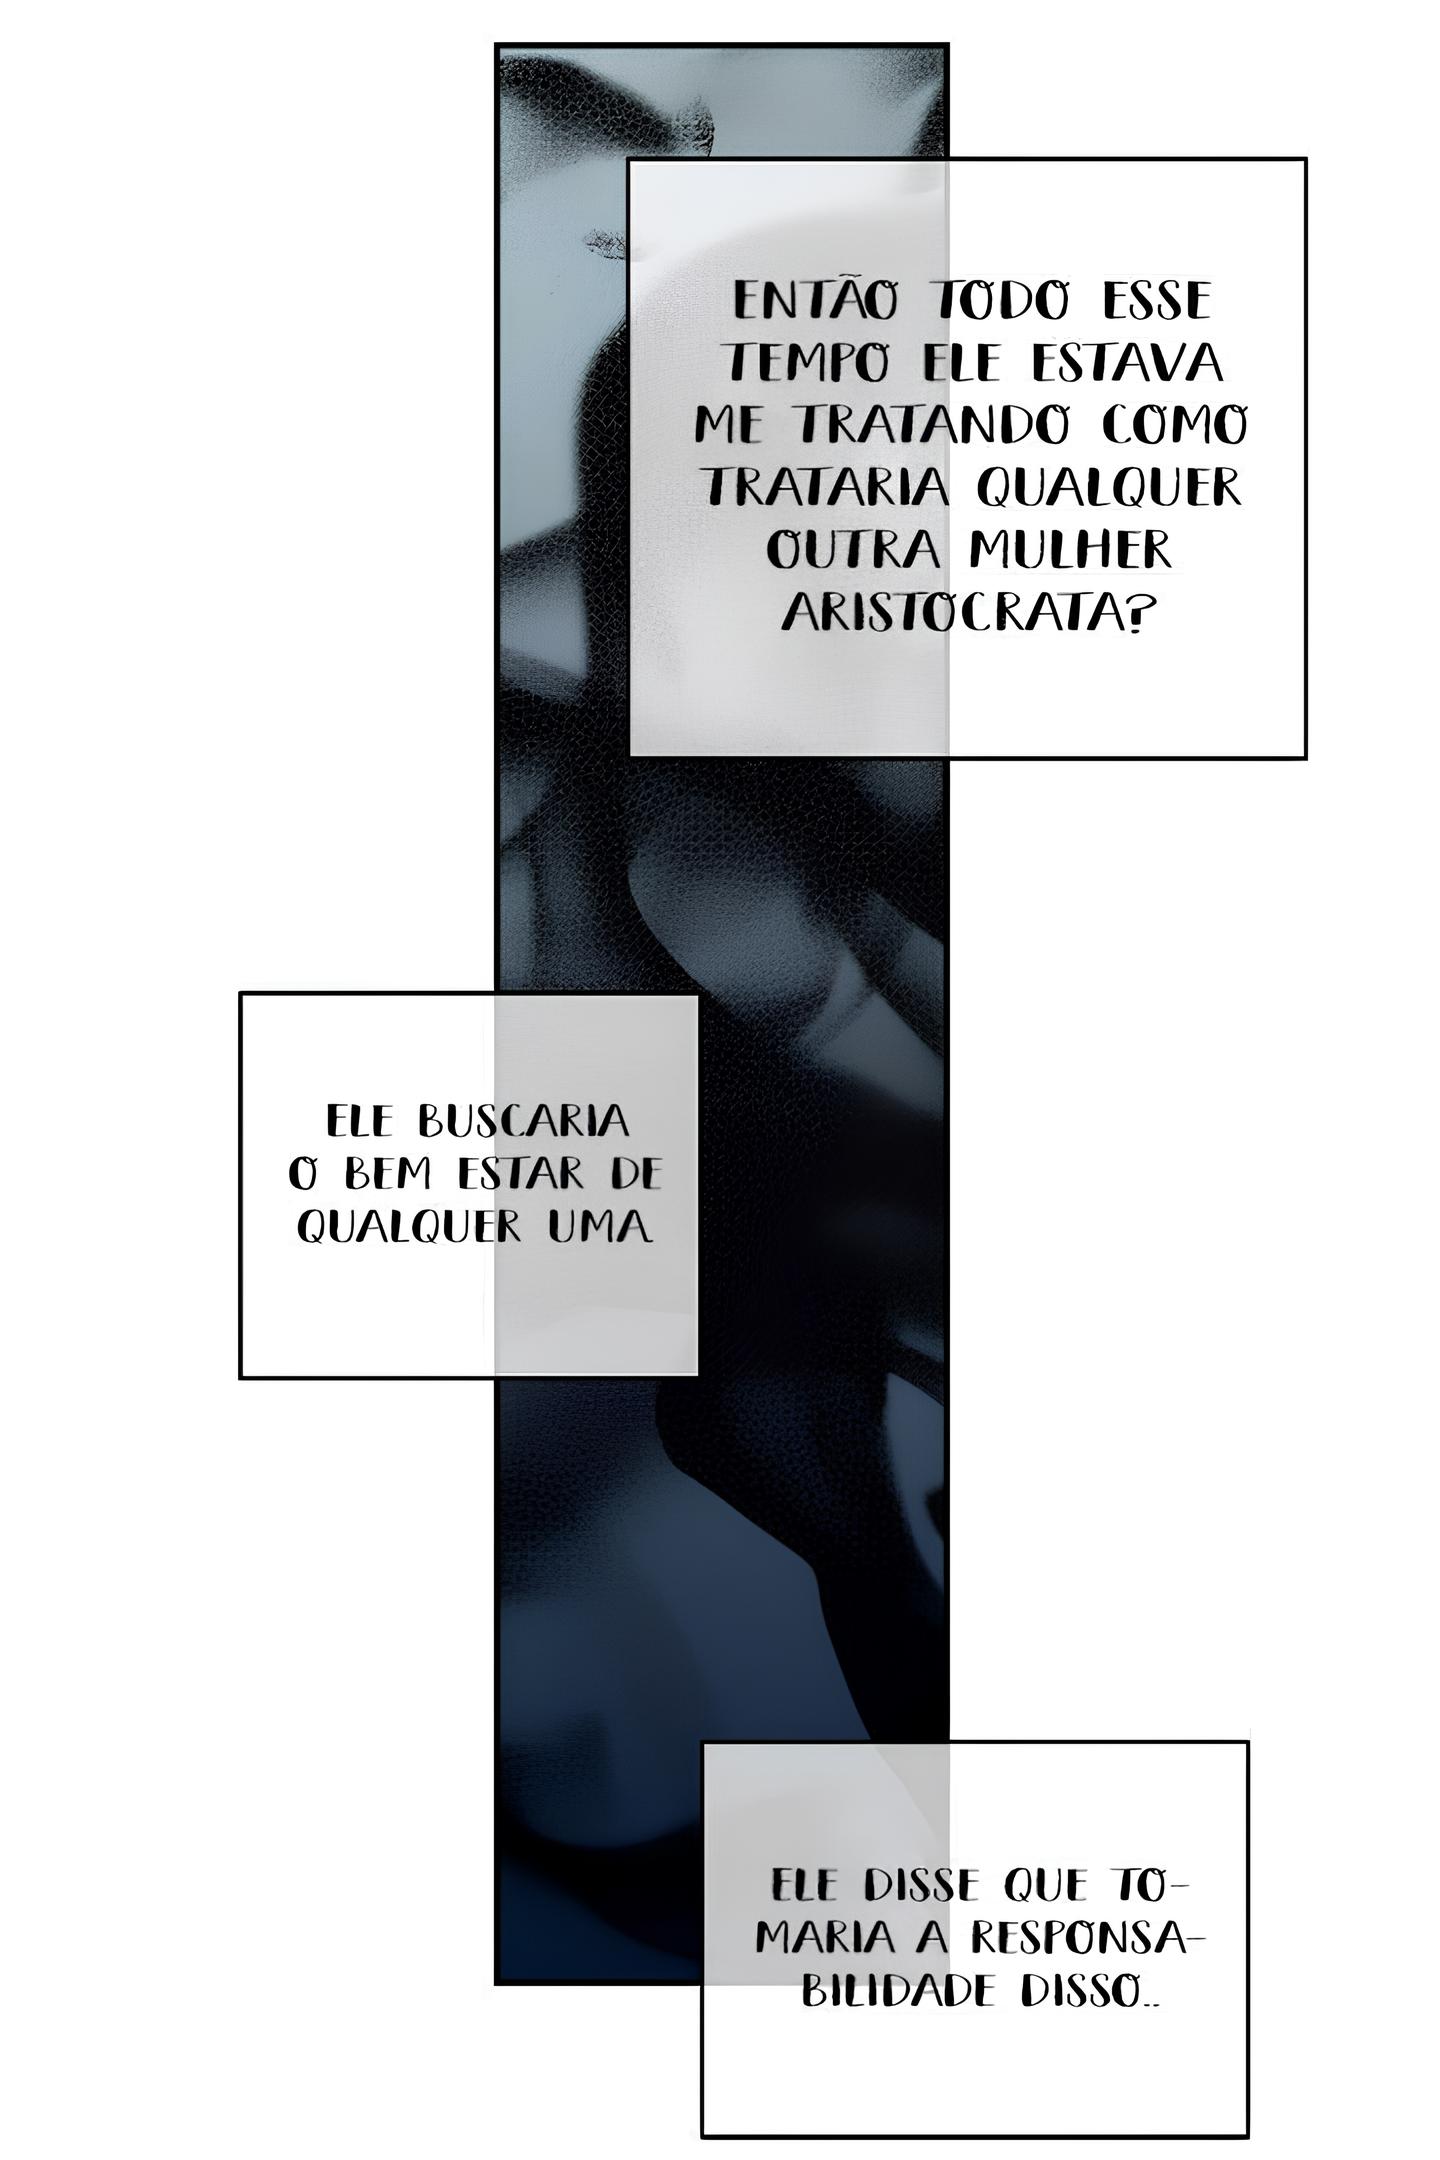 ENTÃO TODO ESSE
TEMPO ELE ESTAVA
ME TRATANDO COMO
TRATARIA QUALQUER
OUTRA MULHER
ARISTOCRATA?
ELE BUSCARIA
O BEM ESTAR DE
QUALQUER UMA
ELE DISSE QUE TO-
MARIA A RESPONSA-
BILIDADE DISSO..